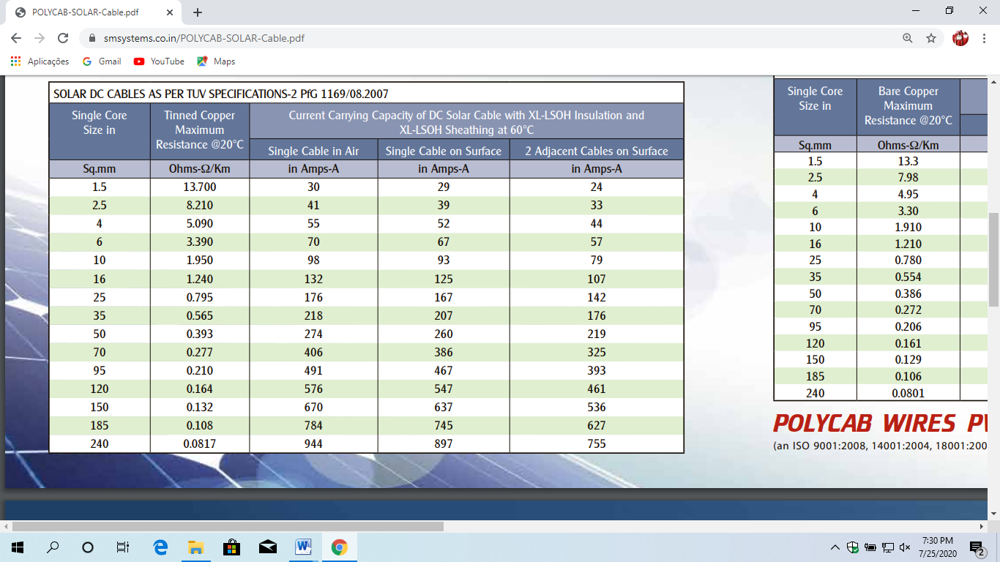 POLYCAB-SOLAR-Cable.pdf
smsystems.co.in/POLYCAB-SOLAR-Cable.pdf
Aplicações Gmail YouTube Maps
SOLAR DC CABLES AS PER TUV SPECIFICATIONS-2 PfG 1169/08.2007
Single Core Tinned Copper Current Carrying Capacity of DC Solar Cable with XL-LSOH Insulation and
Size in Maximum XL-LSOH Sheathing at 60°C
Resistance @20°C Single Cable in Air Single Cable on Surface 2 Adjacent Cables on Surface
Sq.mm Ohms-Ω/Km in Amps-A in Amps-A in Amps-A
1.5 13.700 30 29 24
2.5 8.210 41 39 33
4 5.090 55 52 44
6 3.390 70 67 57
10 1.950 98 93 79
16 1.240 132 125 107
25 0.795 176 167 142
35 0.565 218 207 176
50 0.393 274 260 219
70 0.277 406 386 325
95 0.210 491 467 393
120 0.164 576 547 461
150 0.132 670 637 536
185 0.108 784 745 627
240 0.0817 944 897 755
Single Core Bare Copper
Size in Maximum
Resistance @20°C
Sq.mm Ohms-Ω/Km
1.5 13.3
2.5 7.98
4 4.95
6 3.30
10 1.910
16 1.210
25 0.780
35 0.554
50 0.386
70 0.272
95 0.206
120 0.161
150 0.129
185 0.106
240 0.0801
POLYCAB WIRES P
(an ISO 9001:2008, 14001:2004, 18001:200
7:30 PM
7/25/2020
2